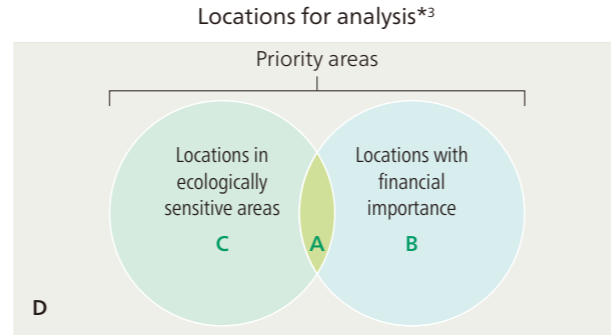 Locations for analysis*3
Priority areas
Locations in
ecologically
sensitive areas
C
A
Locations with
financial
importance
B
D